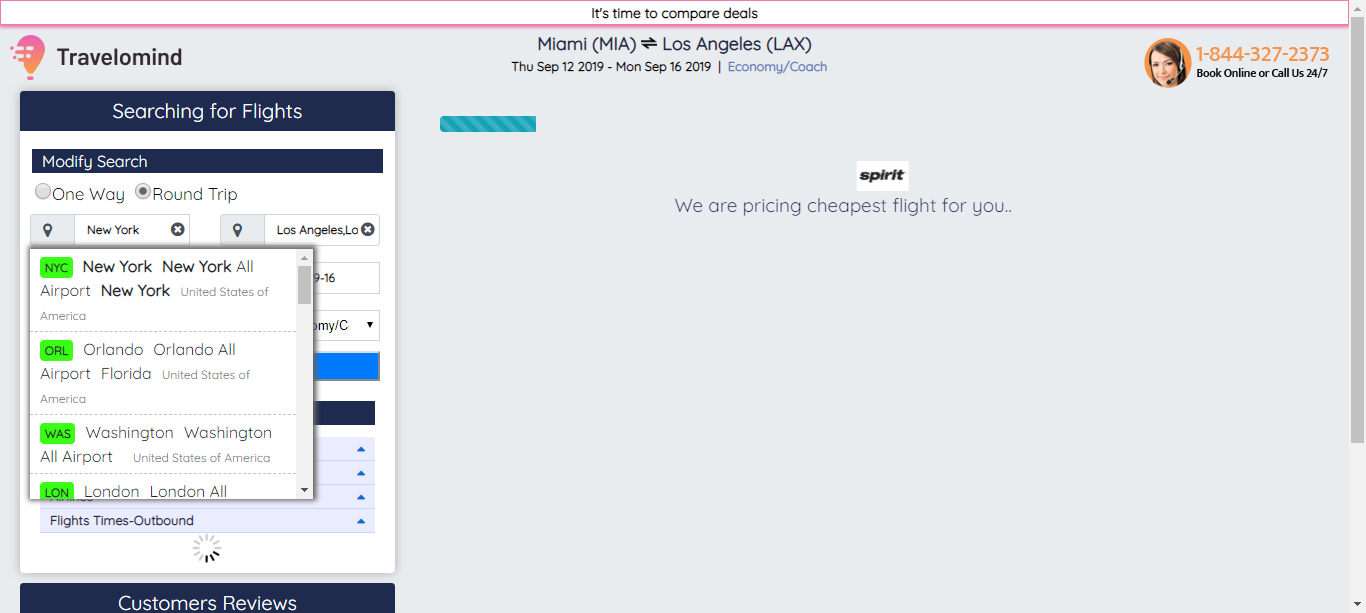 It's time to compare deals
Travelomind
Miami (MIA) ⇌ Los Angeles (LAX)
Thu Sep 12 2019 - Mon Sep 16 2019 | Economy/Coach
1-844-327-2373
Book Online or Call Us 24/7
Searching for Flights
Modify Search
One Way Round Trip
New York
Los Angeles,Lo
NYC New York New York All
Airport New York United States of
America
9-16
ORL Orlando Orlando All
Airport Florida United States of
America
omy/C
WAS Washington Washington
All Airport United States of America
LON London London All
Airlines
Flights Times-Outbound
Customers Reviews
spirit
We are pricing cheapest flight for you..